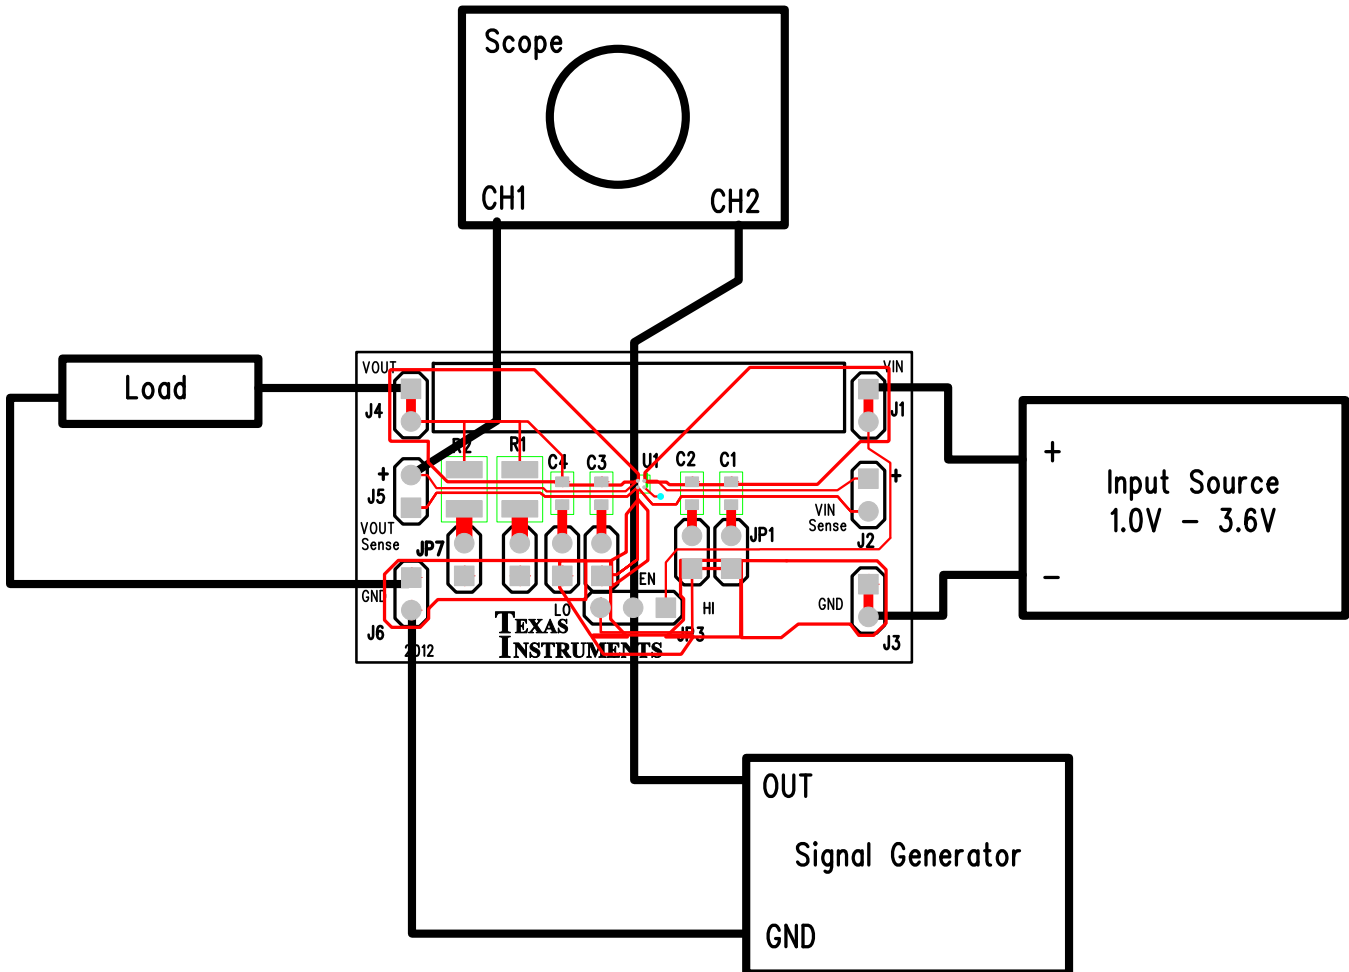 Scope
CH1
CH2
VOUT
VIN
Load
J4
J1
R2
R1
C4
C3
U1
C2
C1
+
J5
+
Input Source
1.0V - 3.6V
+
-
VOUT
Sense
VIN
Sense
J2
JP7
JP1
EN
GND
LO
HI
GND
J6
TEXAS
INSTRUMENTS
JP3
J3
2012
OUT
Signal Generator
GND